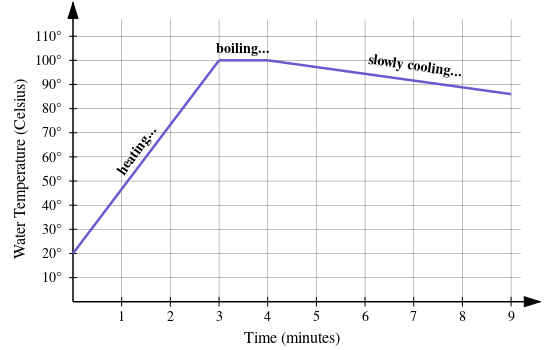 boiling...
slowly cooling...
heating...
Water Temperature (Celsius)
110°
100°
90°
80°
70°
60°
50°
40°
30°
20°
10°
1 2 3 4 5 6 7 8 9
Time (minutes)